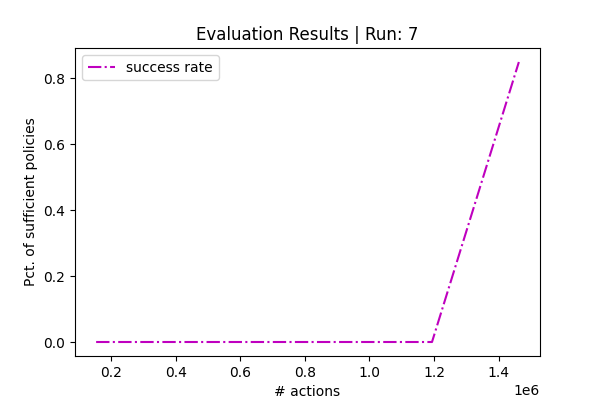 Evaluation Results | Run: 7
success rate
Pct. of sufficient policies
0.8
0.6
0.4
0.2
0.0
0.2 0.4 0.6 0.8 1.0 1.2 1.4
1e6
# actions